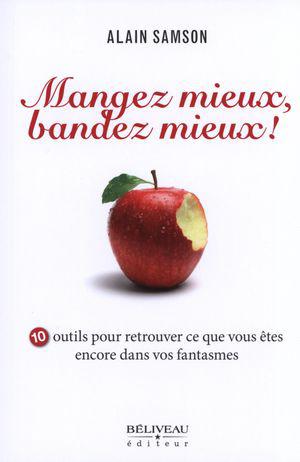 ALAIN SAMSON
Mangez mieux,
bandez mieux!
10 outils pour retrouver ce que vous êtes
encore dans vos fantasmes
BÉLIVEAU
éditeur